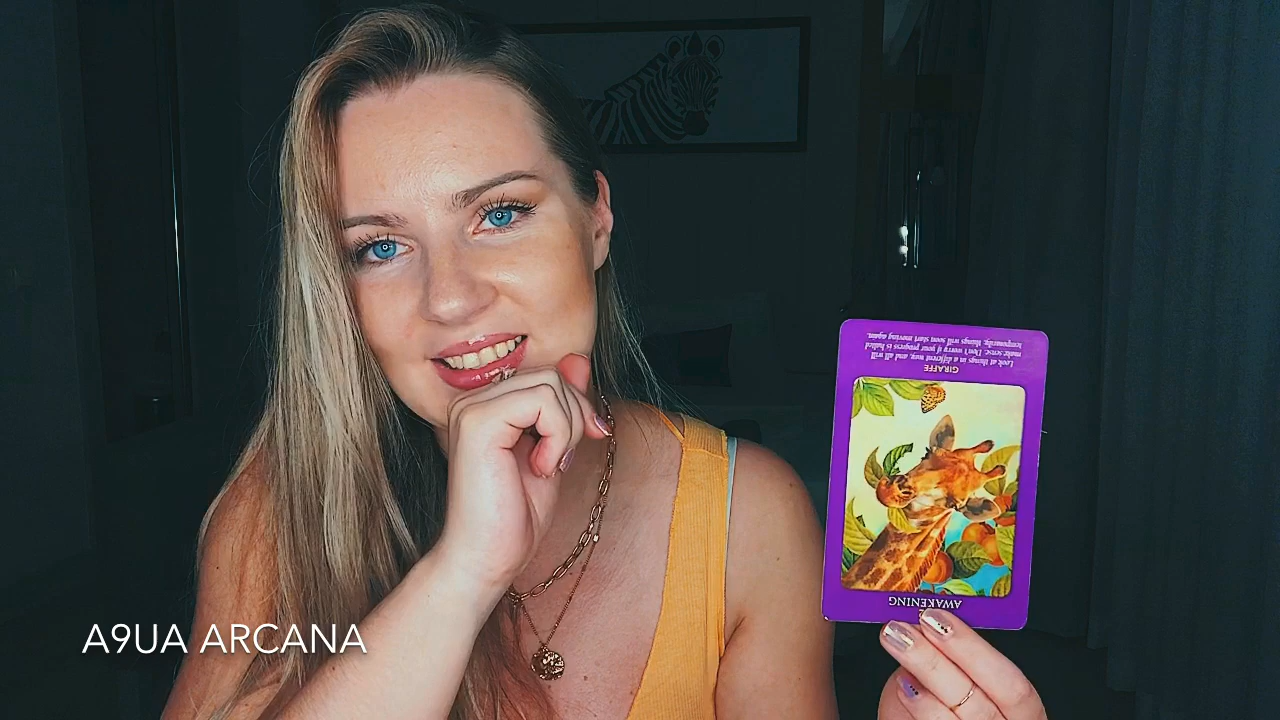 AWAKENING
GIRAFFE
Look at things in a different way, and all will
make sense. Don't worry if your progress is halted
temporarily, things will soon start moving again.
A9UA ARCANA